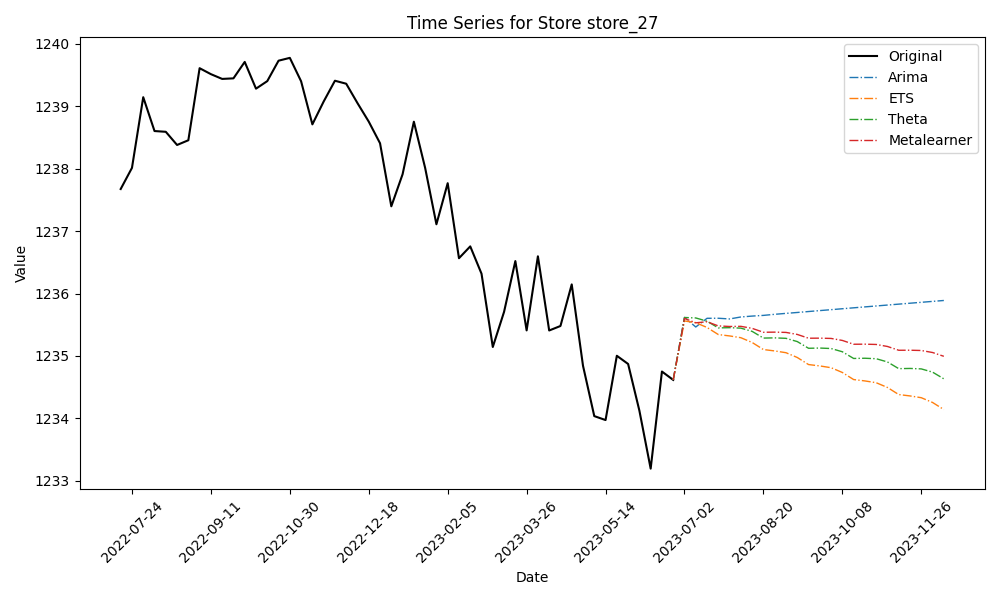 Time Series for Store store_27
Original
Arima
ETS
Theta
Metalearner
Value
1240
1239
1238
1237
1236
1235
1234
1233
2022-07-24
2022-09-11
2022-10-30
2022-12-18
2023-02-05
2023-03-26
2023-05-14
2023-07-02
2023-08-20
2023-10-08
2023-11-26
Date